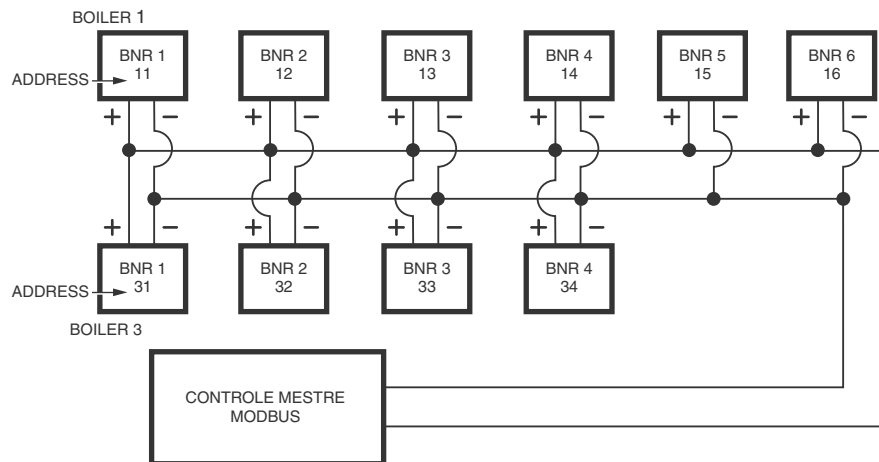 BOILER 1
BNR 1
11
BNR 2
12
BNR 3
13
BNR 4
14
BNR 5
15
BNR 6
16
ADDRESS
+ − + − + − + − + − + −
+ − + − + − + −
BNR 1
31
BNR 2
32
BNR 3
33
BNR 4
34
ADDRESS
BOILER 3
CONTROLE MESTRE
MODBUS